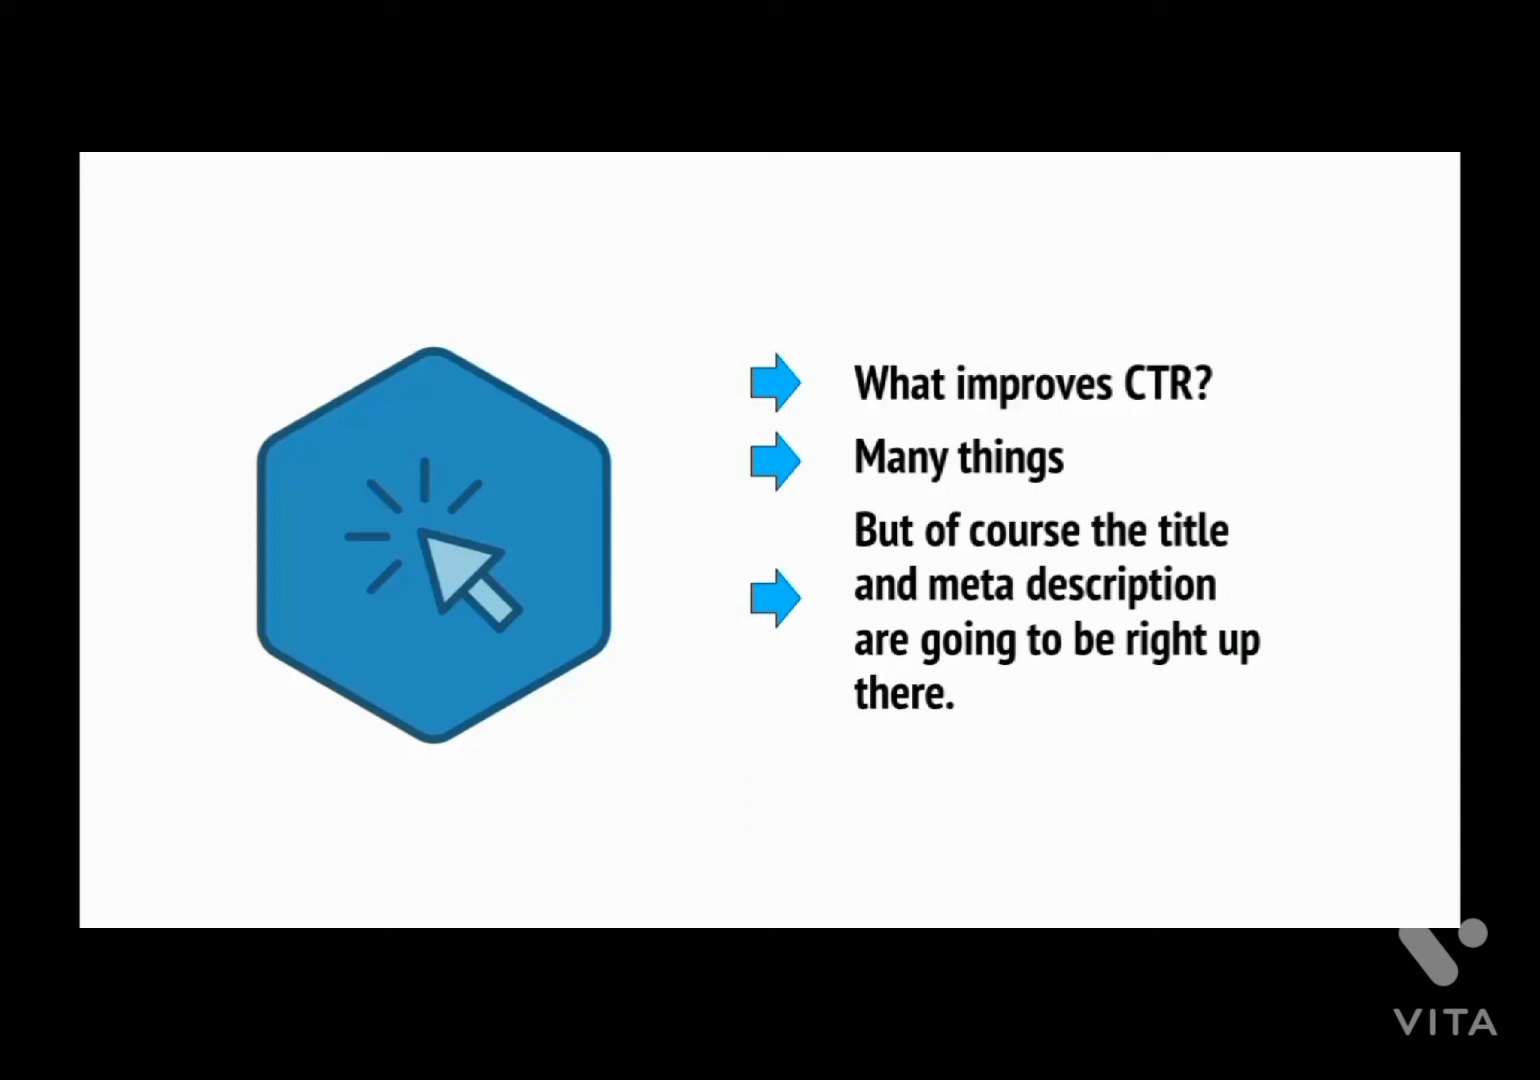 What improves CTR?
Many things
But of course the title
and meta description
are going to be right up
there.
VITA